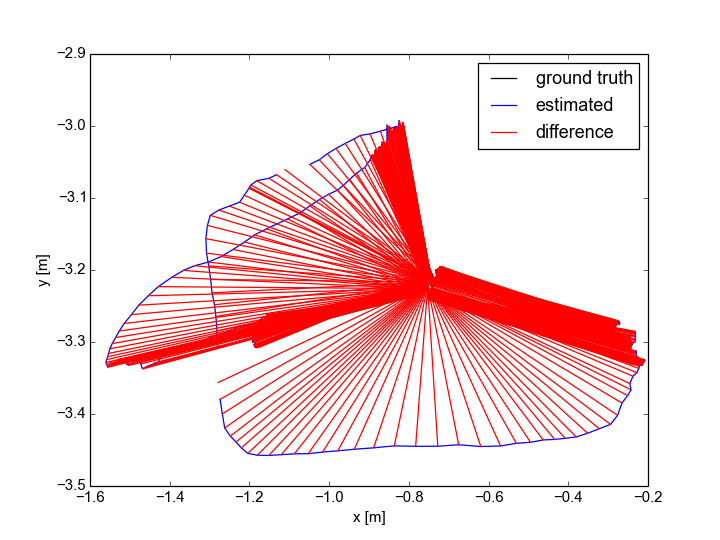 −2.9
−3.0
−3.1
−3.2
−3.3
−3.4
−3.5
y [m]
ground truth
estimated
difference
−1.6 −1.4 −1.2 −1.0 −0.8 −0.6 −0.4 −0.2
x [m]